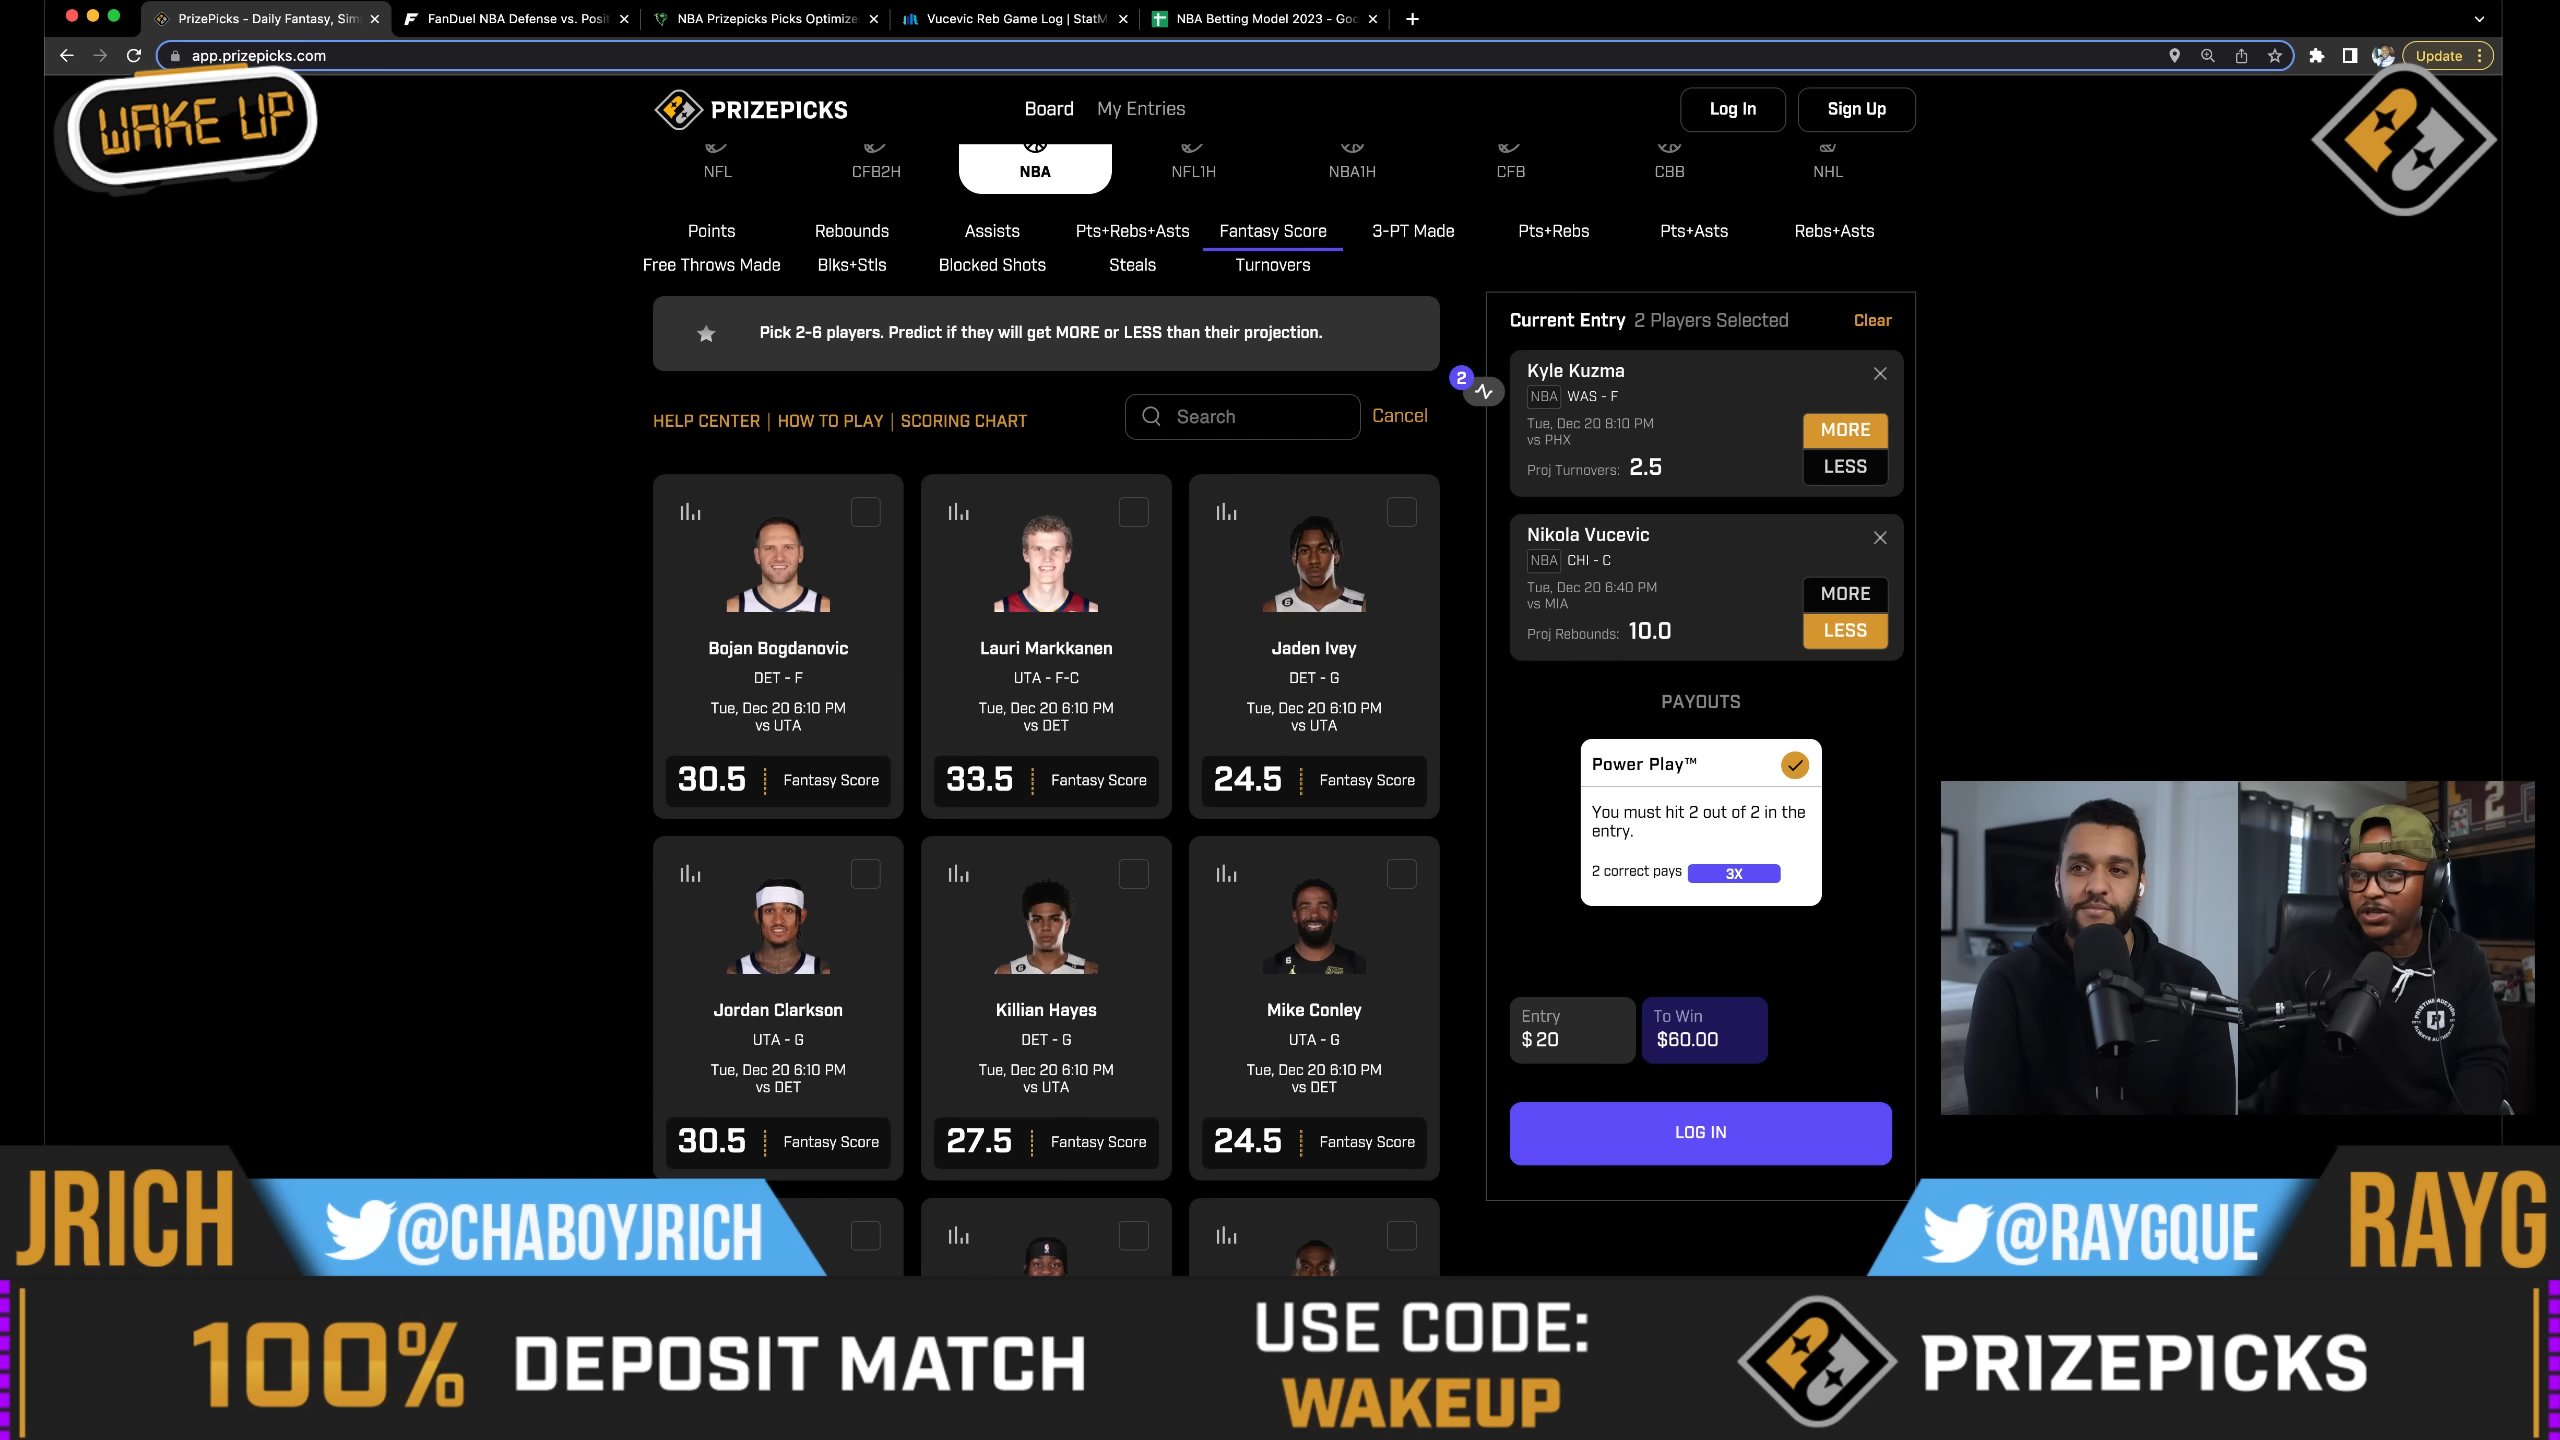 PrizePicks - Daily Fantasy, Sim
FanDuel NBA Defense vs. Posit
NBA Prizepicks Picks Optimize
Vucevic Reb Game Log | StatM
NBA Betting Model 2023 - Goo
app.prizepicks.com
Update
WAKE UP
PRIZEPICKS
Board
My Entries
Log In
Sign Up
NFL
CFB2H
NBA
NFL1H
NBA1H
CFB
CBB
NHL
Points
Rebounds
Assists
Pts+Rebs+Asts
Fantasy Score
3-PT Made
Pts+Rebs
Pts+Asts
Rebs+Asts
Free Throws Made
Blks+Stls
Blocked Shots
Steals
Turnovers
Pick 2-6 players. Predict if they will get MORE or LESS than their projection.
HELP CENTER | HOW TO PLAY | SCORING CHART
Search
Cancel
Bojan Bogdanovic
DET - F
Tue, Dec 20 6:10 PM
vs UTA
30.5
Fantasy Score
Lauri Markkanen
UTA - F-C
Tue, Dec 20 6:10 PM
vs DET
33.5
Fantasy Score
Jaden Ivey
DET - G
Tue, Dec 20 6:10 PM
vs UTA
24.5
Fantasy Score
Jordan Clarkson
UTA - G
Tue, Dec 20 6:10 PM
vs DET
30.5
Fantasy Score
Killian Hayes
DET - G
Tue, Dec 20 6:10 PM
vs UTA
27.5
Fantasy Score
Mike Conley
UTA - G
Tue, Dec 20 6:10 PM
vs DET
24.5
Fantasy Score
2
Current Entry 2 Players Selected
Clear
Kyle Kuzma
NBA WAS - F
Tue, Dec 20 8:10 PM
vs PHX
Proj Turnovers: 2.5
MORE
LESS
Nikola Vucevic
NBA CHI - C
Tue, Dec 20 6:40 PM
vs MIA
Proj Rebounds: 10.0
MORE
LESS
PAYOUTS
Power Play™
You must hit 2 out of 2 in the
entry.
2 correct pays 3X
Entry
$ 20
To Win
$60.00
LOG IN
JRICH
@CHABOYJRICH
@RAYGQUE
RAYG
100% DEPOSIT MATCH
USE CODE:
WAKEUP
PRIZEPICKS